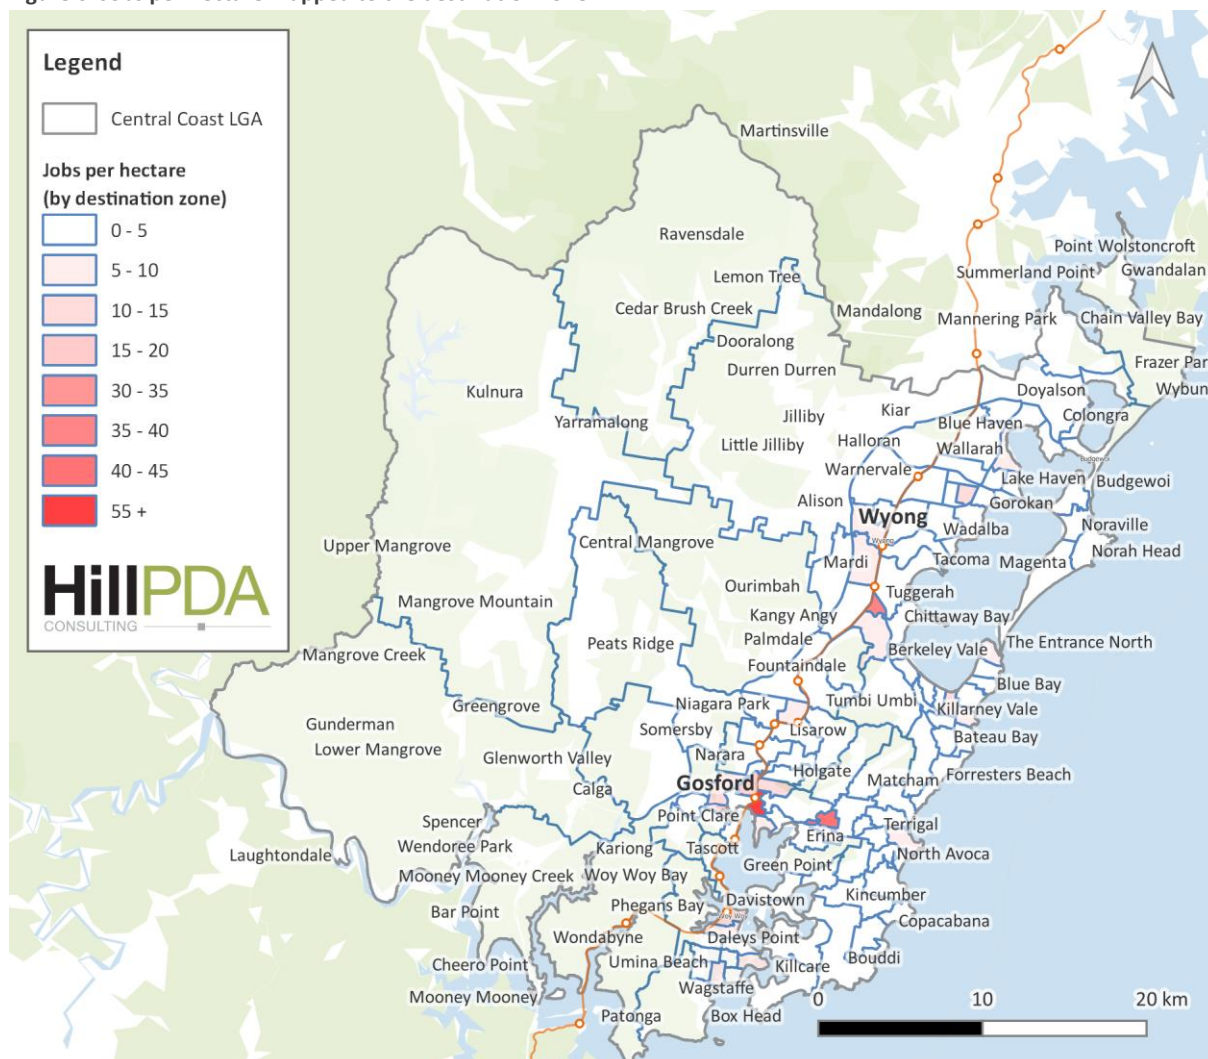 Legend
Central Coast LGA
Jobs per hectare
(by destination zone)
0 - 5
5 - 10
10 - 15
15 - 20
30 - 35
35 - 40
40 - 45
55 +
HillPDA
CONSULTING
Martinsville
Ravensdale
Point Wolstoncroft
Summerland Point
Gwandalan
Lemon Tree
Cedar Brush Creek
Mandalong
Mannering Park
Chain Valley Bay
Dooralong
Durren Durren
Frazer Par
Kulnura
Doyalson
Wybun
Yarramalong
Jilliby
Kiar
Blue Haven
Colongra
Little Jilliby
Halloran
Wallarah
Budgewoi
Warnervale
Lake Haven
Budgewoi
Alison
Gorokan
Wyong
Wadalba
Noraville
Upper Mangrove
Central Mangrove
Wyong
Norah Head
Mardi
Tacoma
Magenta
Mangrove Mountain
Ourimbah
Tuggerah
Kangy Angy
Chittaway Bay
Peats Ridge
Palmdale
Berkeley Vale
The Entrance North
Mangrove Creek
Fountaindale
Blue Bay
Greengrove
Niagara Park
Tumbi Umbi
Killarney Vale
Gunderman
Somersby
Lisarow
Bateau Bay
Lower Mangrove
Glenworth Valley
Narara
Holgate
Matcham
Forresters Beach
Calga
Gosford
Spencer
Point Clare
Erina
Terrigal
Laughtondale
Wendoree Park
Kariong
Tascott
North Avoca
Mooney Mooney Creek
Woy Woy Bay
Green Point
Bar Point
Phegans Bay
Davistown
Kincumber
Woy Woy
Copacabana
Wondabyne
Daleys Point
Cheero Point
Umina Beach
Killcare
Bouddi
Mooney Mooney
Wagstaffe
Patonga
Box Head
0
10
20 km